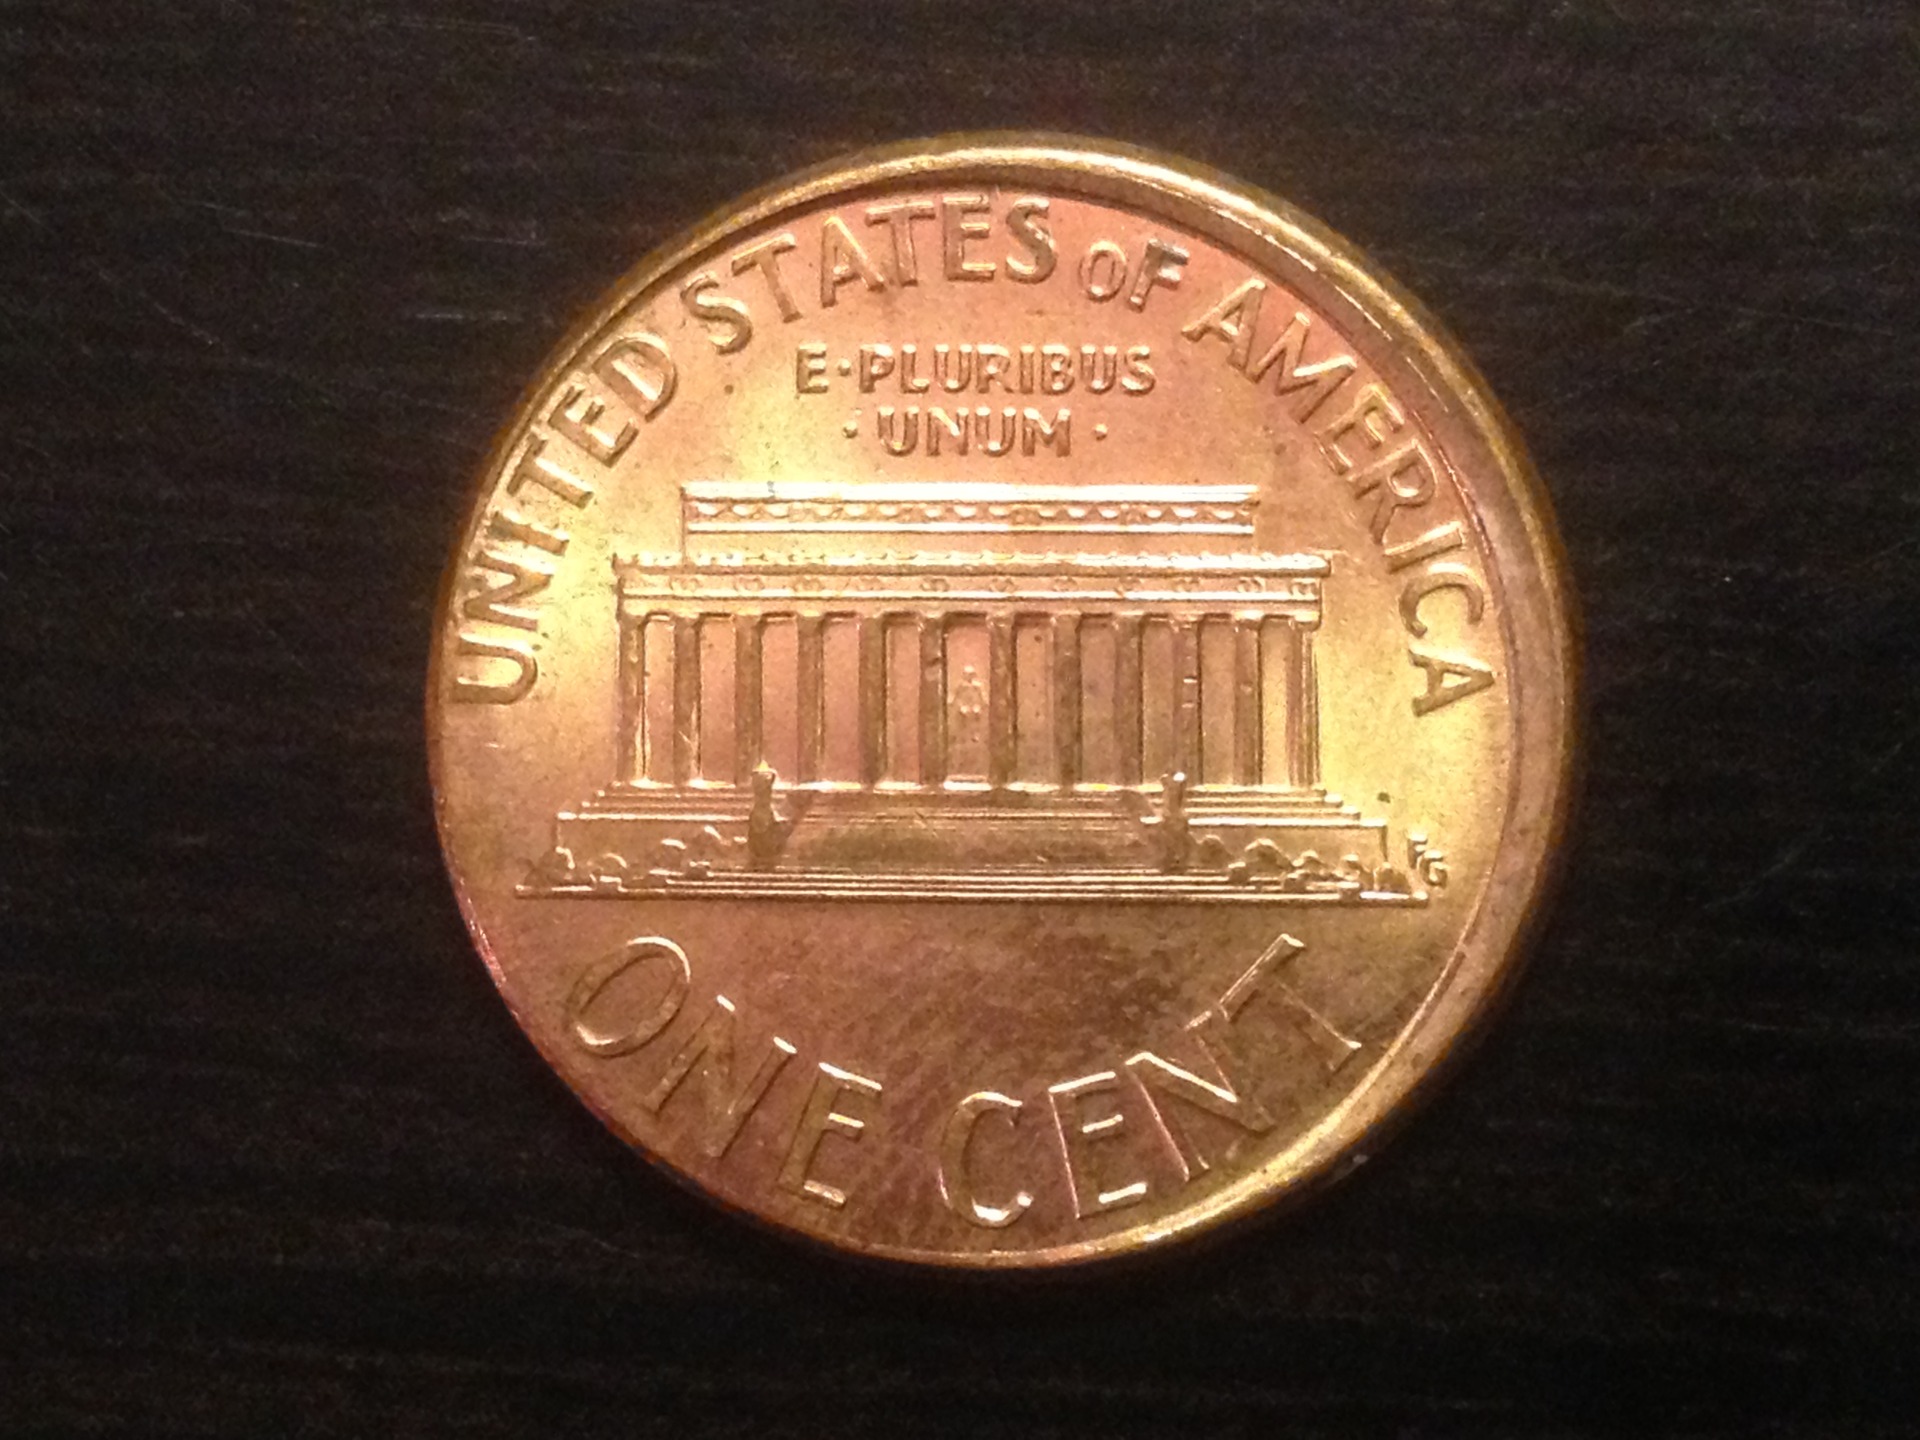 UNITED STATES OF AMERICA
E·PLURIBUS
·UNUM·
FG
ONE CENT